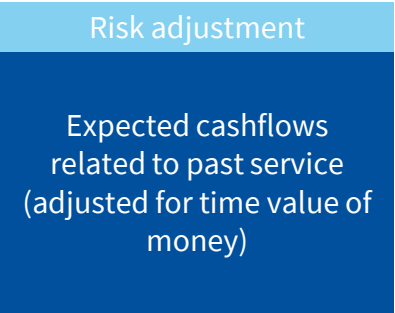 Risk adjustment
Expected cashflows
related to past service
(adjusted for time value of
money)